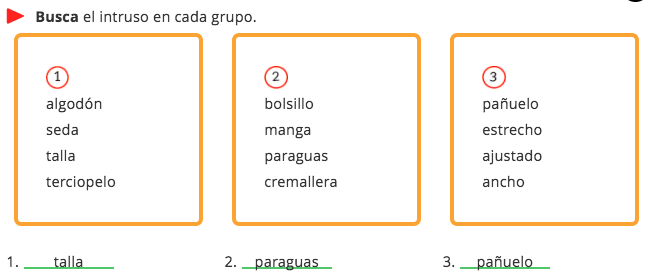 Busca el intruso en cada grupo.
1
algodón
seda
talla
terciopelo
2
bolsillo
manga
paraguas
cremallera
3
pañuelo
estrecho
ajustado
ancho
1. talla 2. paraguas 3. pañuelo